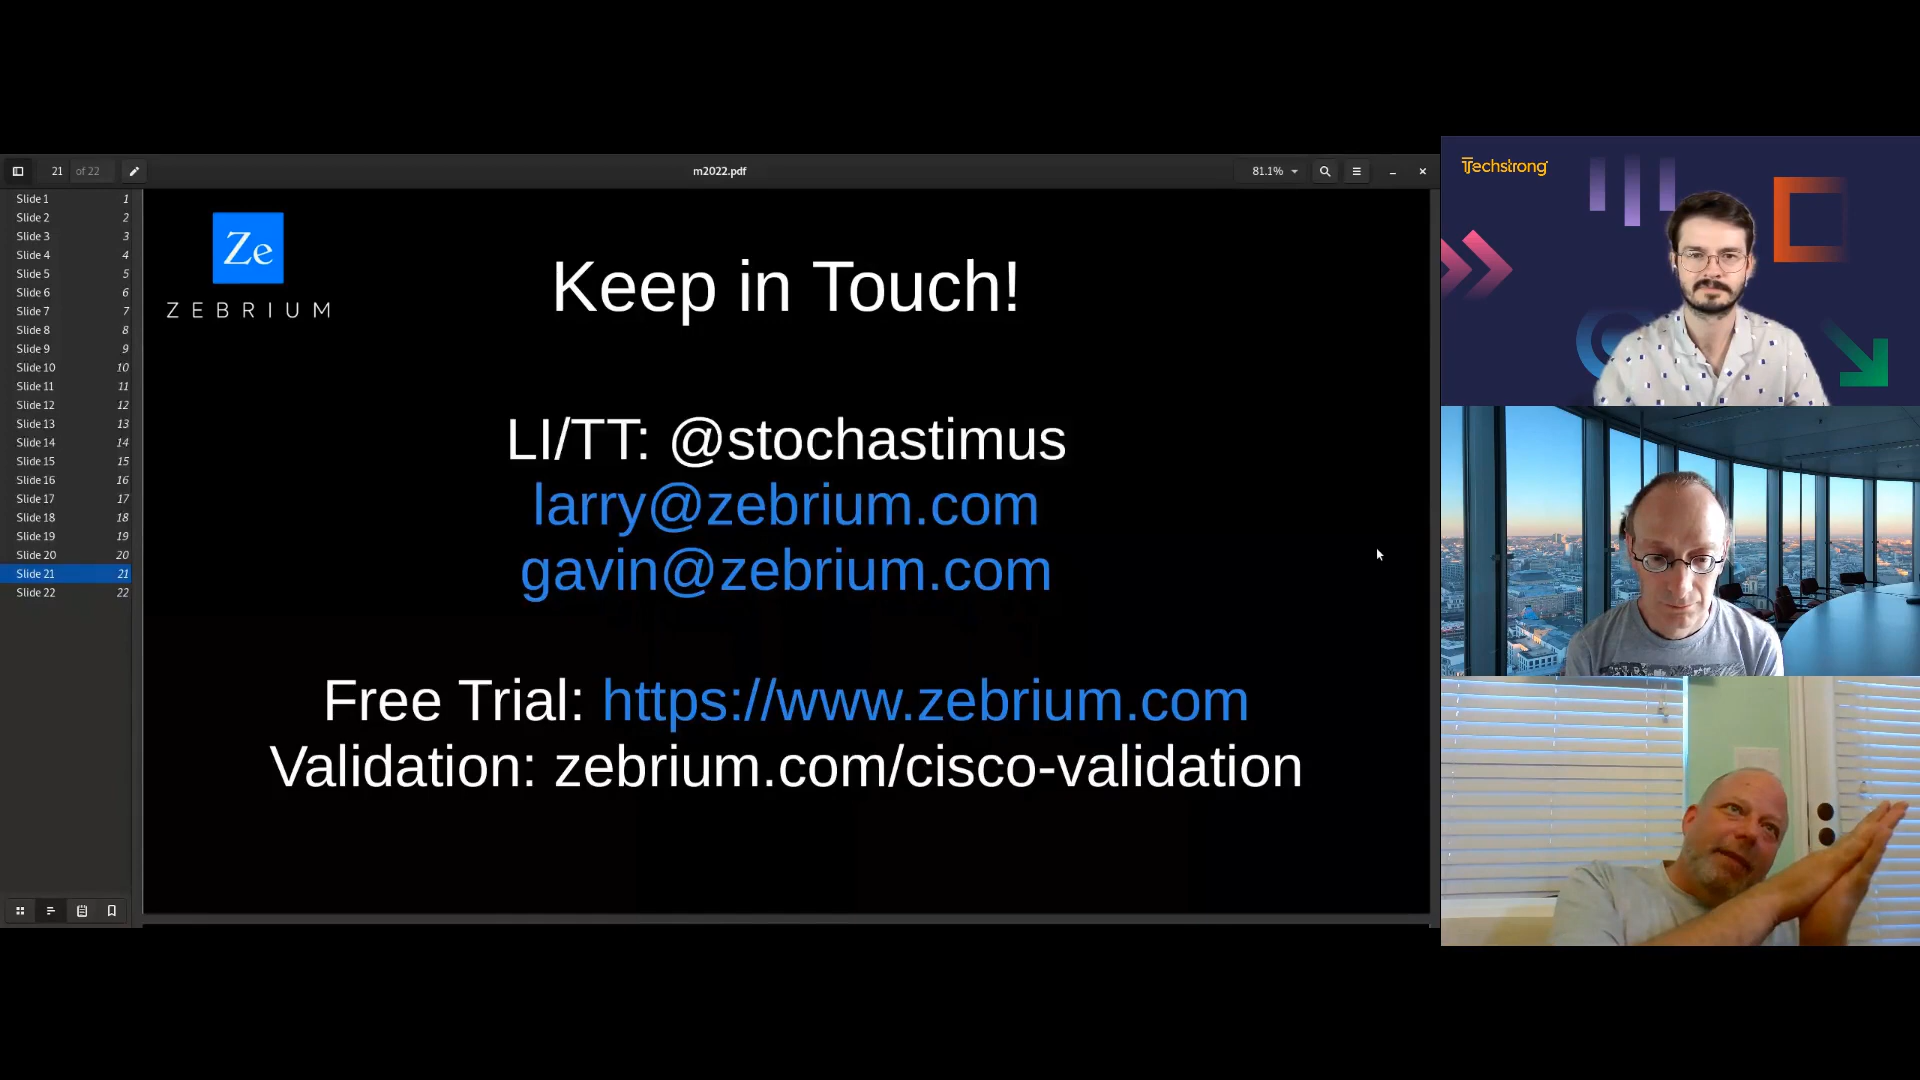 21 of 22
m2022.pdf
81.1%
Slide 1 1
Slide 2 2
Slide 3 3
Slide 4 4
Slide 5 5
Slide 6 6
Slide 7 7
Slide 8 8
Slide 9 9
Slide 10 10
Slide 11 11
Slide 12 12
Slide 13 13
Slide 14 14
Slide 15 15
Slide 16 16
Slide 17 17
Slide 18 18
Slide 19 19
Slide 20 20
Slide 21 21
Slide 22 22
Ze
ZEBRIUM
Keep in Touch!
LI/TT: @stochastimus
larry@zebrium.com
gavin@zebrium.com
Free Trial: https://www.zebrium.com
Validation: zebrium.com/cisco-validation
Techstrong